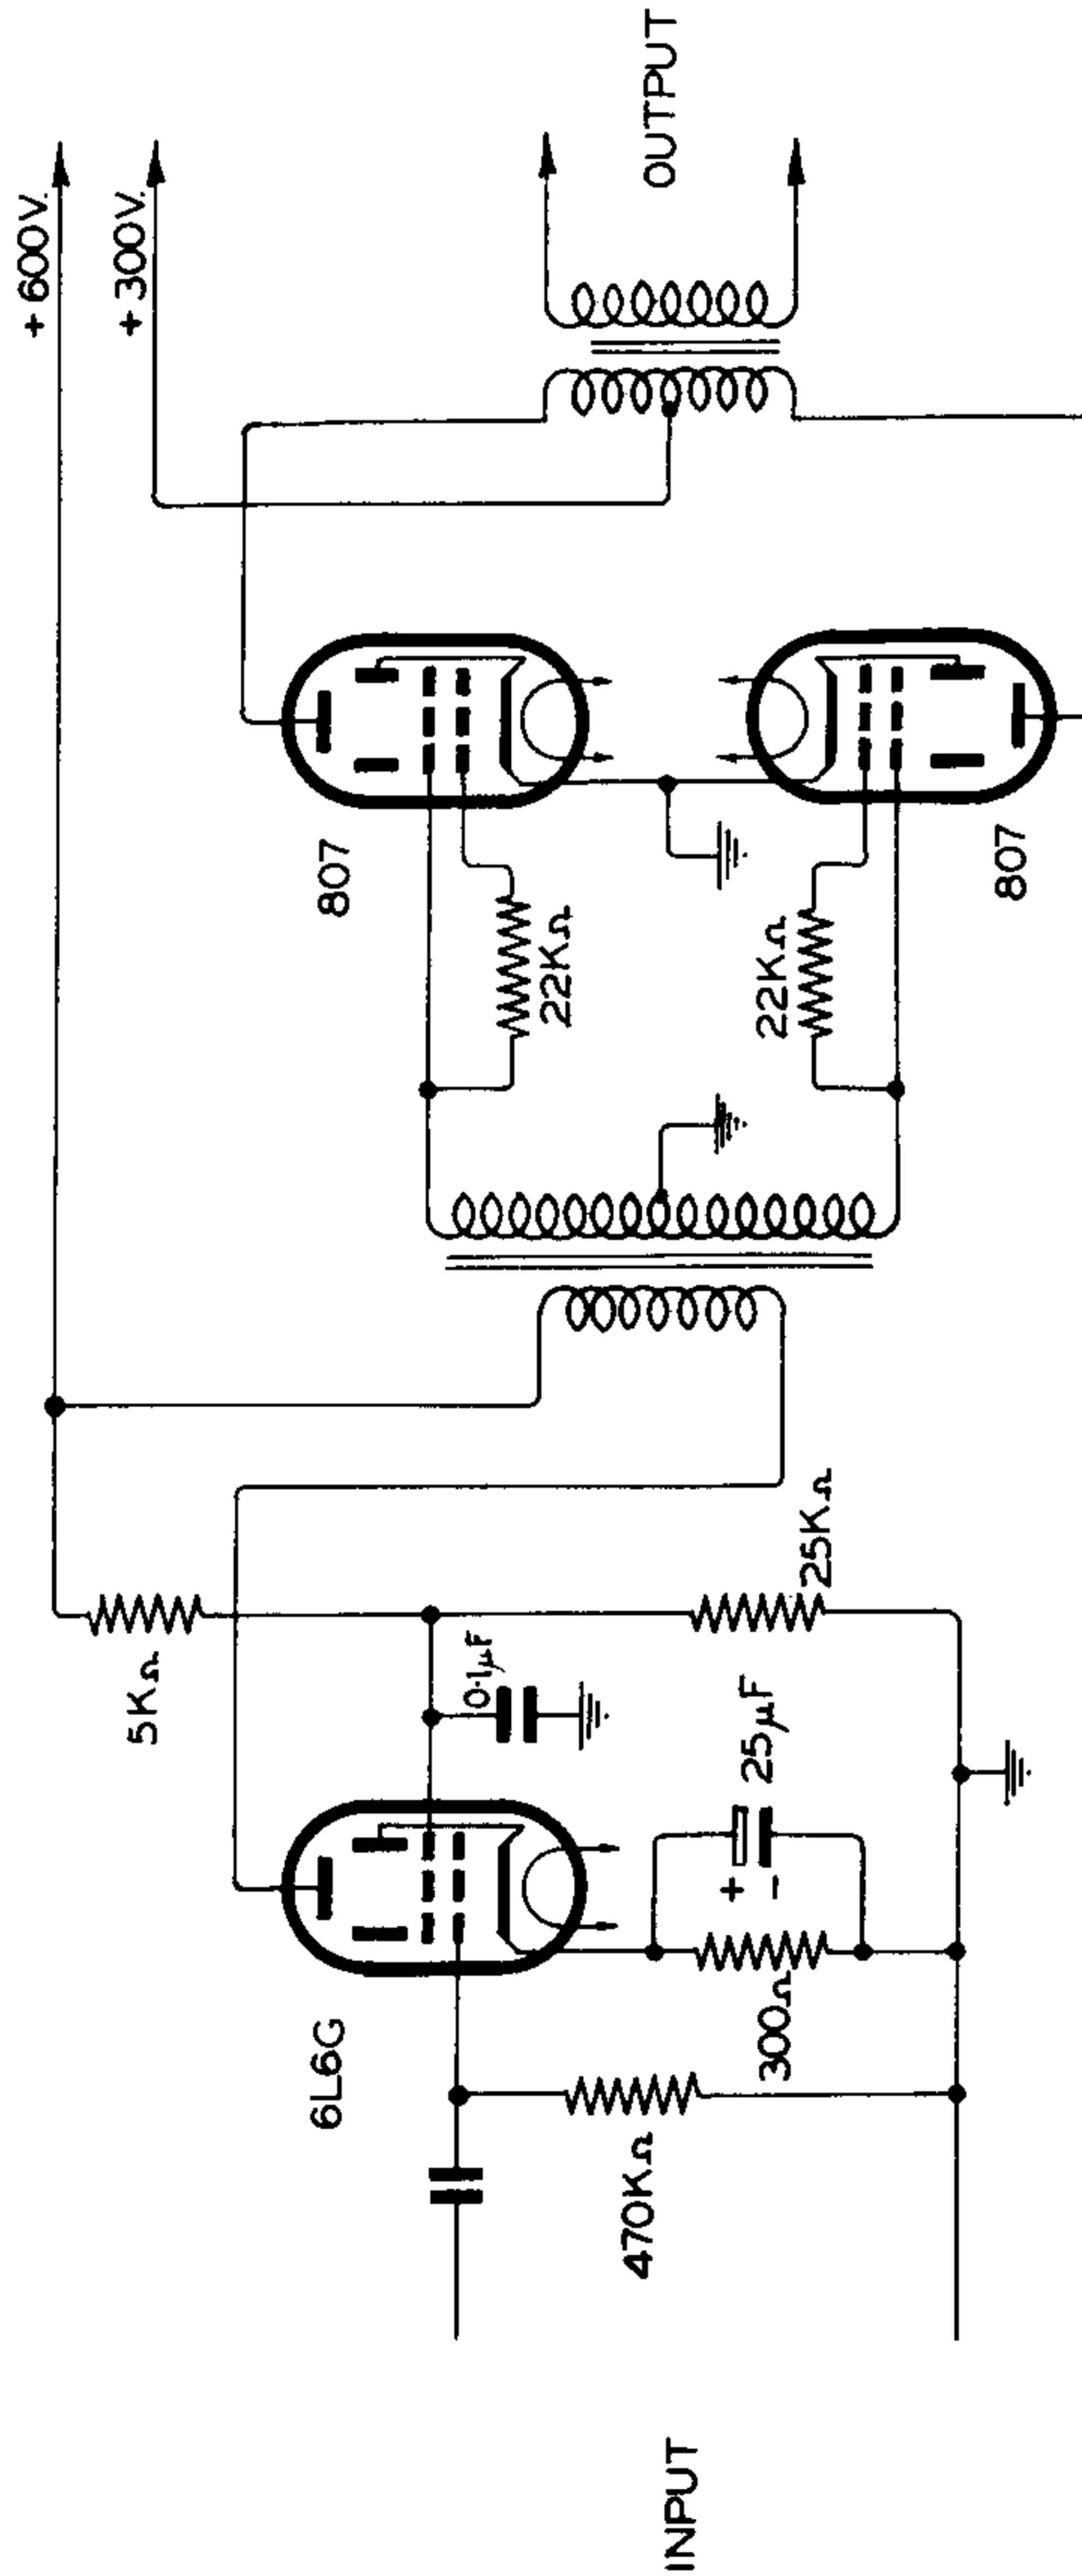 +600V.
+300V.
OUTPUT
807
22KΩ
22KΩ
807
5KΩ
0·1µF
25KΩ
25µF
+
-
6L6G
300Ω
470KΩ
INPUT